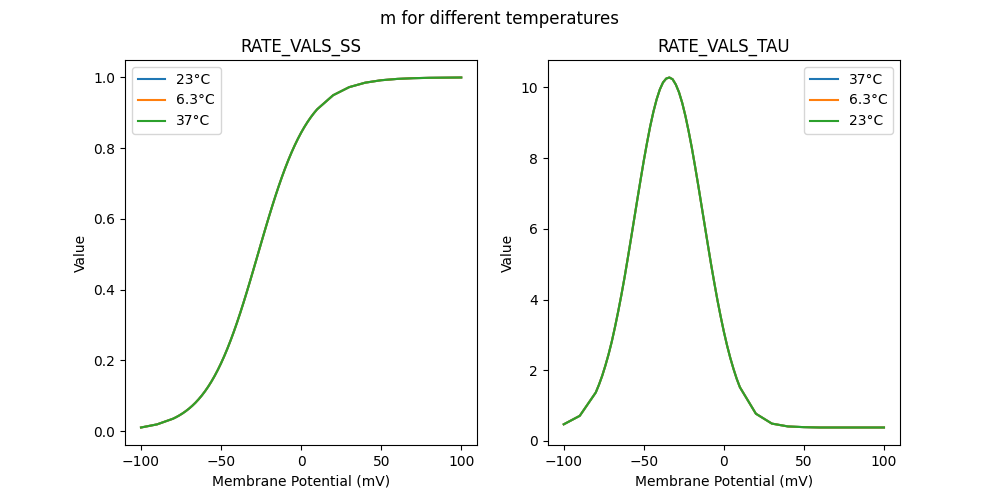 m for different temperatures
RATE_VALS_SS
1.0
0.8
0.6
0.4
0.2
0.0
Value
23°C
6.3°C
37°C
−100
−50
0
50
100
Membrane Potential (mV)
RATE_VALS_TAU
10
8
6
4
2
0
Value
37°C
6.3°C
23°C
−100
−50
0
50
100
Membrane Potential (mV)